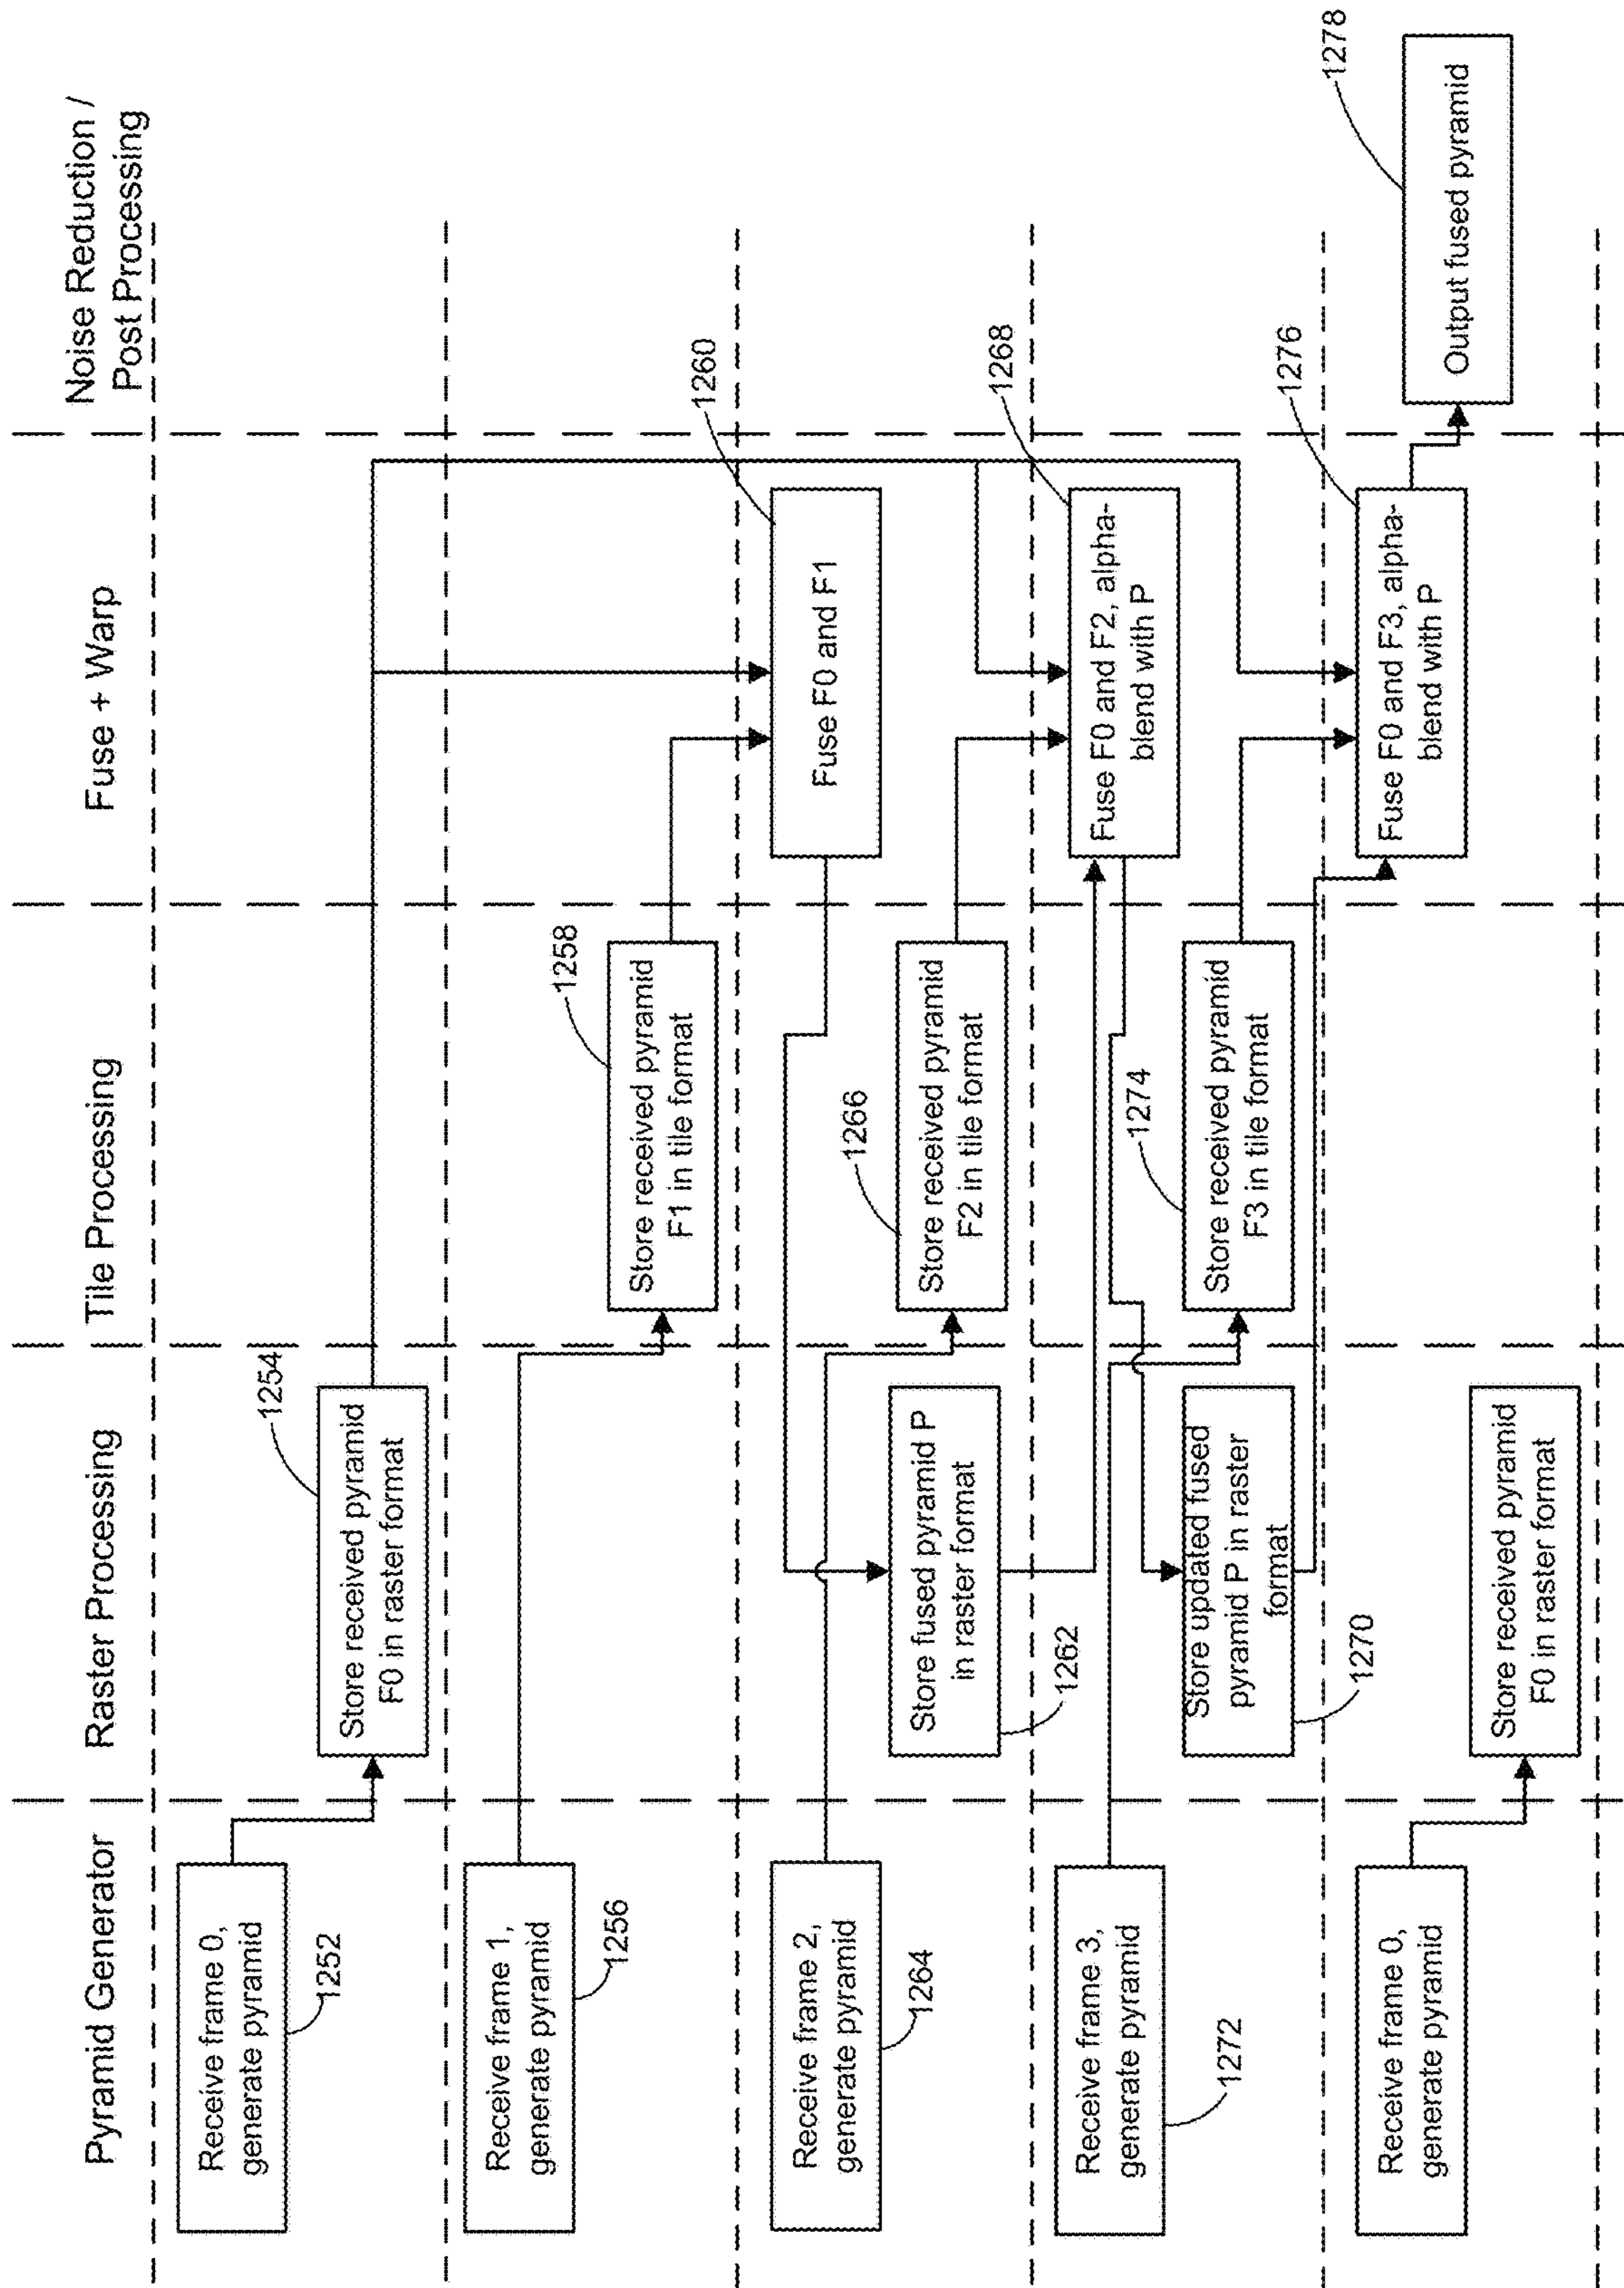 Pyramid Generator
Raster Processing
Tile Processing
Fuse + Warp
Noise Reduction /
Post Processing
Receive frame 0,
generate pyramid
1252
Store received pyramid
F0 in raster format
1254
Receive frame 1,
generate pyramid
1256
Store received pyramid
F1 in tile format
1258
Receive frame 2,
generate pyramid
1264
Store fused pyramid P
in raster format
1262
Store received pyramid
F2 in tile format
1266
Fuse F0 and F1
1260
Receive frame 3,
generate pyramid
1272
Store updated fused
pyramid P in raster
format
1270
Store received pyramid
F3 in tile format
1274
Fuse F0 and F2, alpha-
blend with P
1268
Receive frame 0,
generate pyramid
Store received pyramid
F0 in raster format
Fuse F0 and F3, alpha-
blend with P
1276
Output fused pyramid
1278